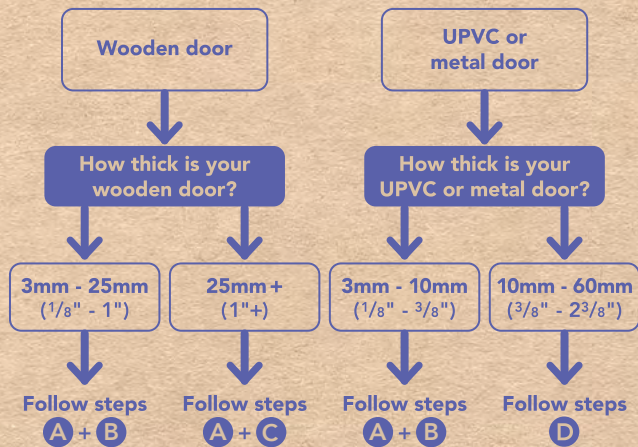 Wooden door
UPVC or
metal door
How thick is your
wooden door?
How thick is your
UPVC or metal door?
3mm - 25mm
(1/8" - 1")
25mm+
(1"+)
3mm - 10mm
(1/8" - 3/8")
10mm - 60mm
(3/8" - 23/8")
Follow steps
A + B
Follow steps
A + C
Follow steps
A + B
Follow steps
D